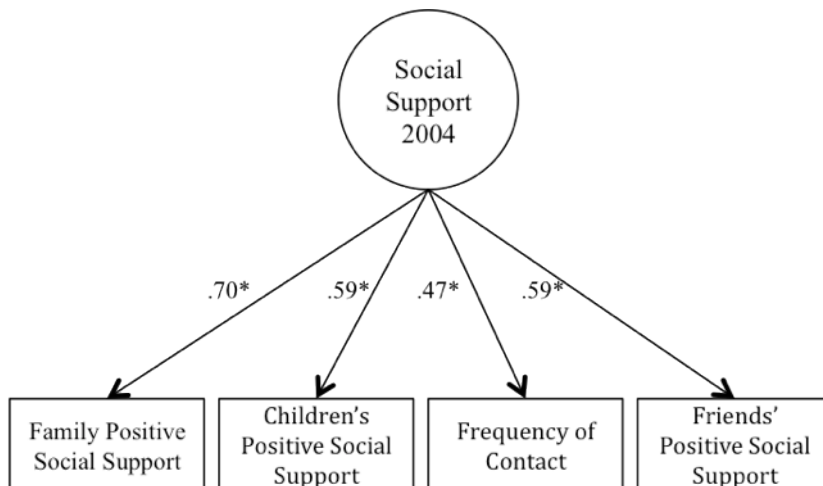 Social
Support
2004
.70*
.59*
.47*
.59*
Family Positive
Social Support
Children’s
Positive Social
Support
Frequency of
Contact
Friends’
Positive Social
Support